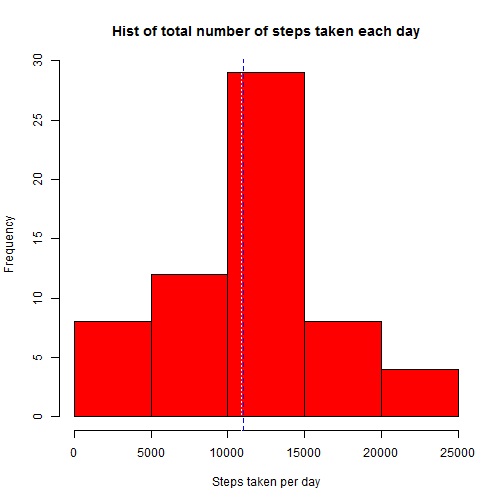 Hist of total number of steps taken each day
Frequency
30
25
20
15
10
5
0
0 5000 10000 15000 20000 25000
Steps taken per day